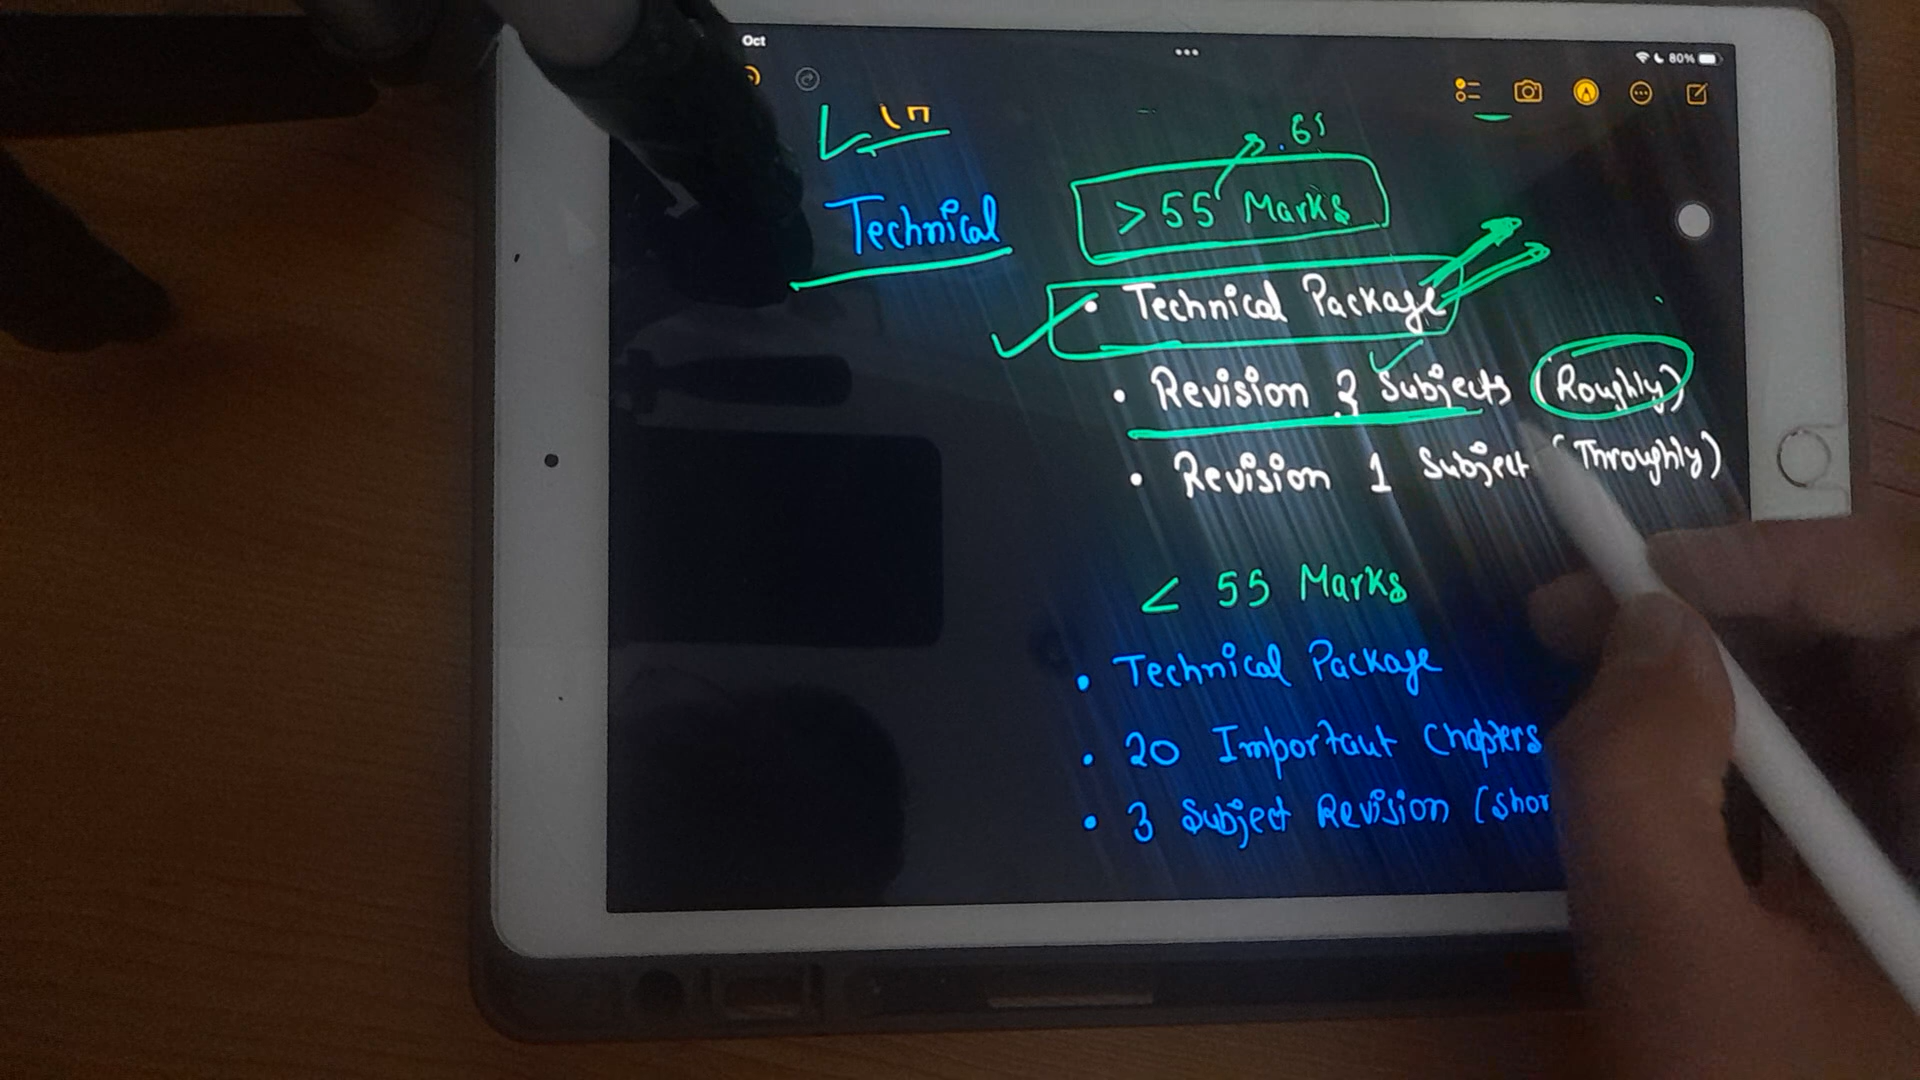 Oct
80%
65
Technical
> 55 Marks
• Technical Package
• Revision 3 Subjects (Roughly)
• Revision 1 Subject (Throughly)
< 55 Marks
• Technical Package
• 20 Important Chapters
• 3 Subject Revision (Shor